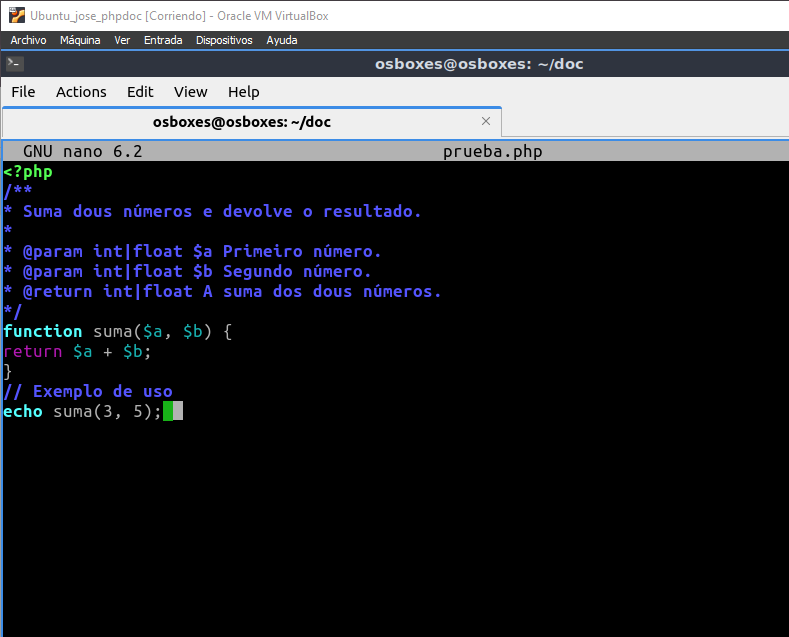 Ubuntu_jose_phpdoc [Corriendo] - Oracle VM VirtualBox
Archivo Máquina Ver Entrada Dispositivos Ayuda
osboxes@osboxes: ~/doc
File Actions Edit View Help
osboxes@osboxes: ~/doc
GNU nano 6.2 prueba.php
<?php
/**
* Suma dous números e devolve o resultado.
*
* @param int|float $a Primeiro número.
* @param int|float $b Segundo número.
* @return int|float A suma dos dous números.
*/
function suma($a, $b) {
return $a + $b;
}
// Exemplo de uso
echo suma(3, 5);